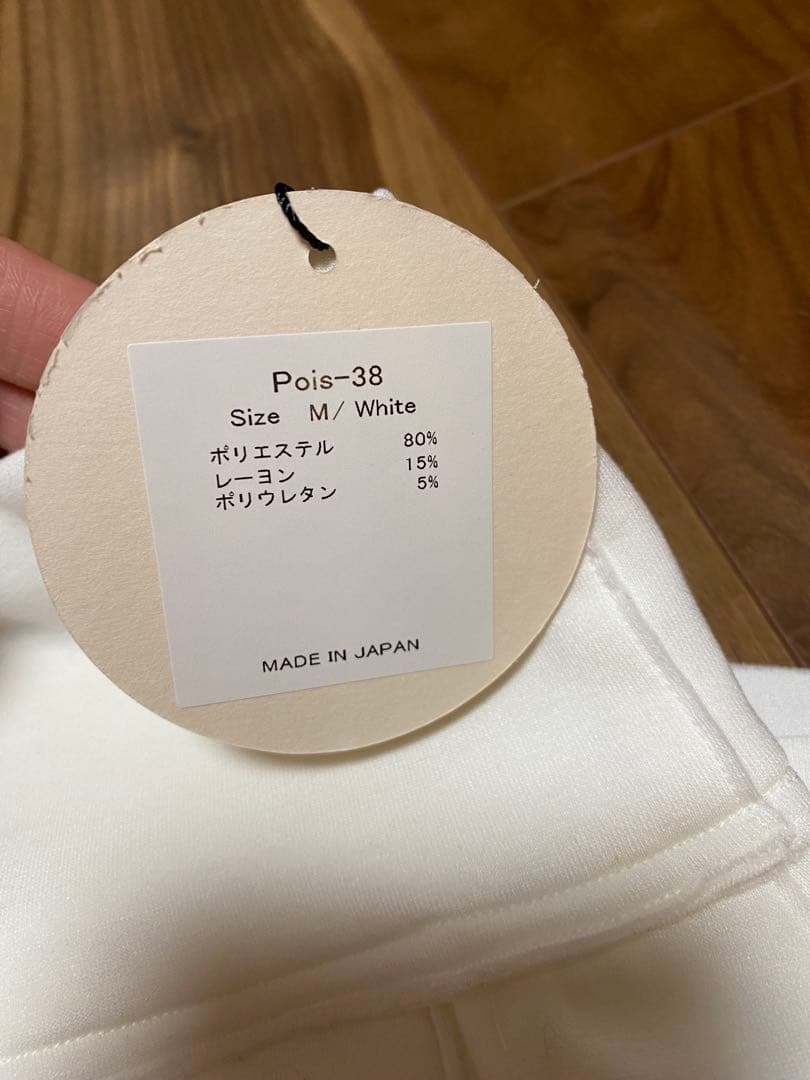 Pois-38
Size M/ White
ポリエステル 80%
レーヨン 15%
ポリウレタン 5%
MADE IN JAPAN